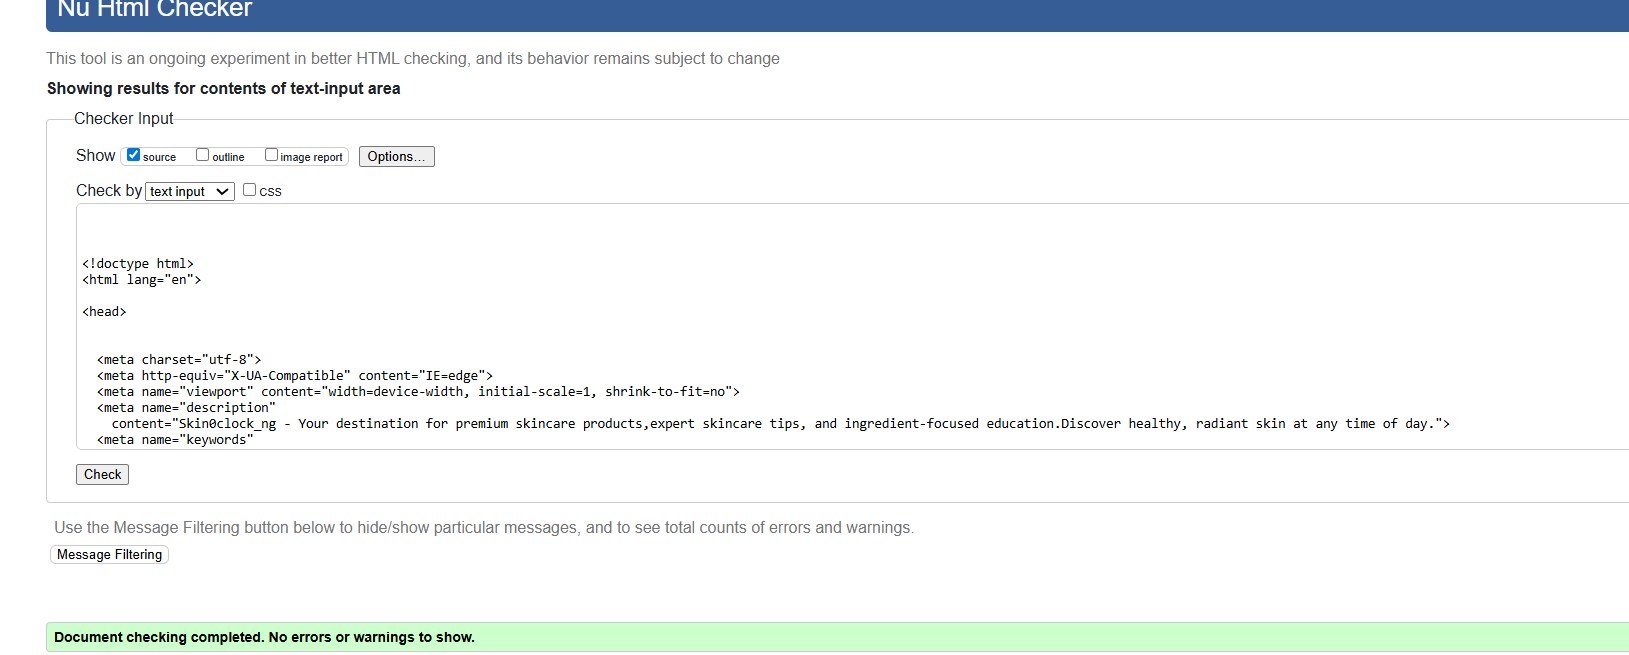 Nu Html Checker
This tool is an ongoing experiment in better HTML checking, and its behavior remains subject to change
Showing results for contents of text-input area
Checker Input
Show source outline image report Options...
Check by text input css
<!doctype html>
<html lang="en">
<head>
<meta charset="utf-8">
<meta http-equiv="X-UA-Compatible" content="IE=edge">
<meta name="viewport" content="width=device-width, initial-scale=1, shrink-to-fit=no">
<meta name="description"
content="Skin0clock_ng - Your destination for premium skincare products,expert skincare tips, and ingredient-focused education.Discover healthy, radiant skin at any time of day.">
<meta name="keywords"
Check
Use the Message Filtering button below to hide/show particular messages, and to see total counts of errors and warnings.
Message Filtering
Document checking completed. No errors or warnings to show.